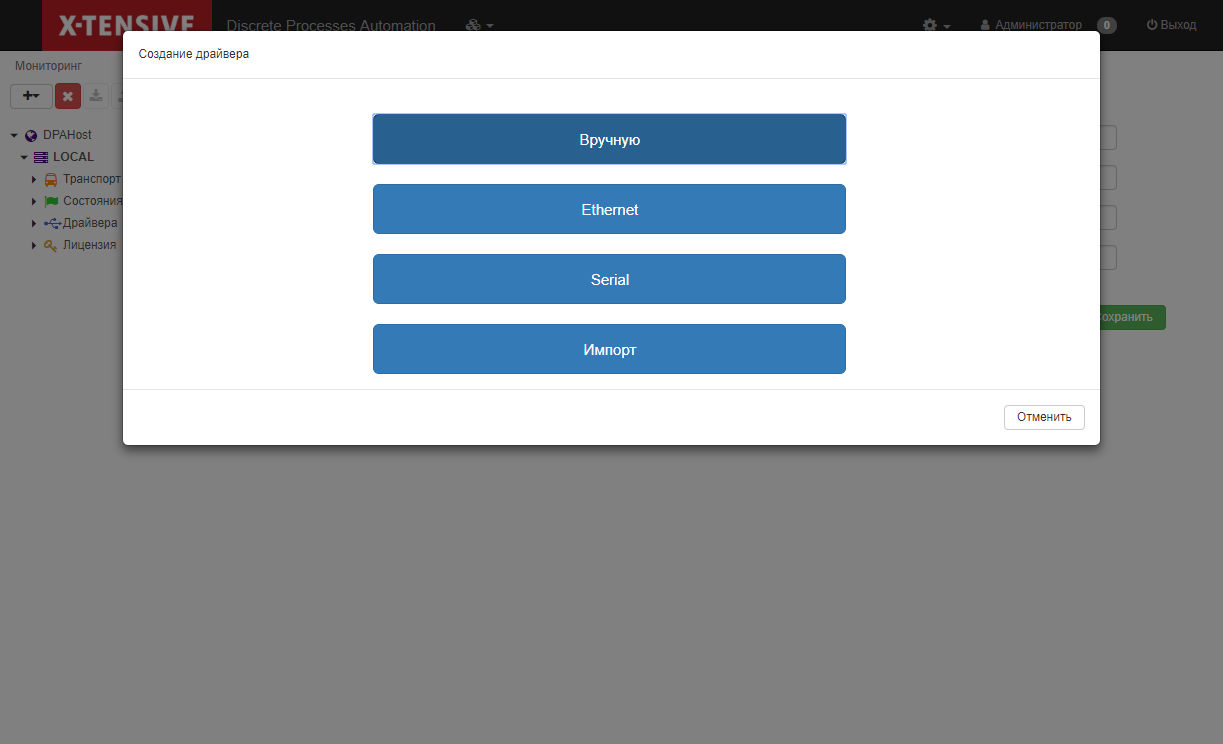 X-TENSIVE
Discrete Processes Automation
Администратор
0
Выход
Мониторинг
DPAHost
LOCAL
Транспорт
Состояния
Драйвера
Лицензия
Создание драйвера
Вручную
Ethernet
Serial
Импорт
Отменить
охранить